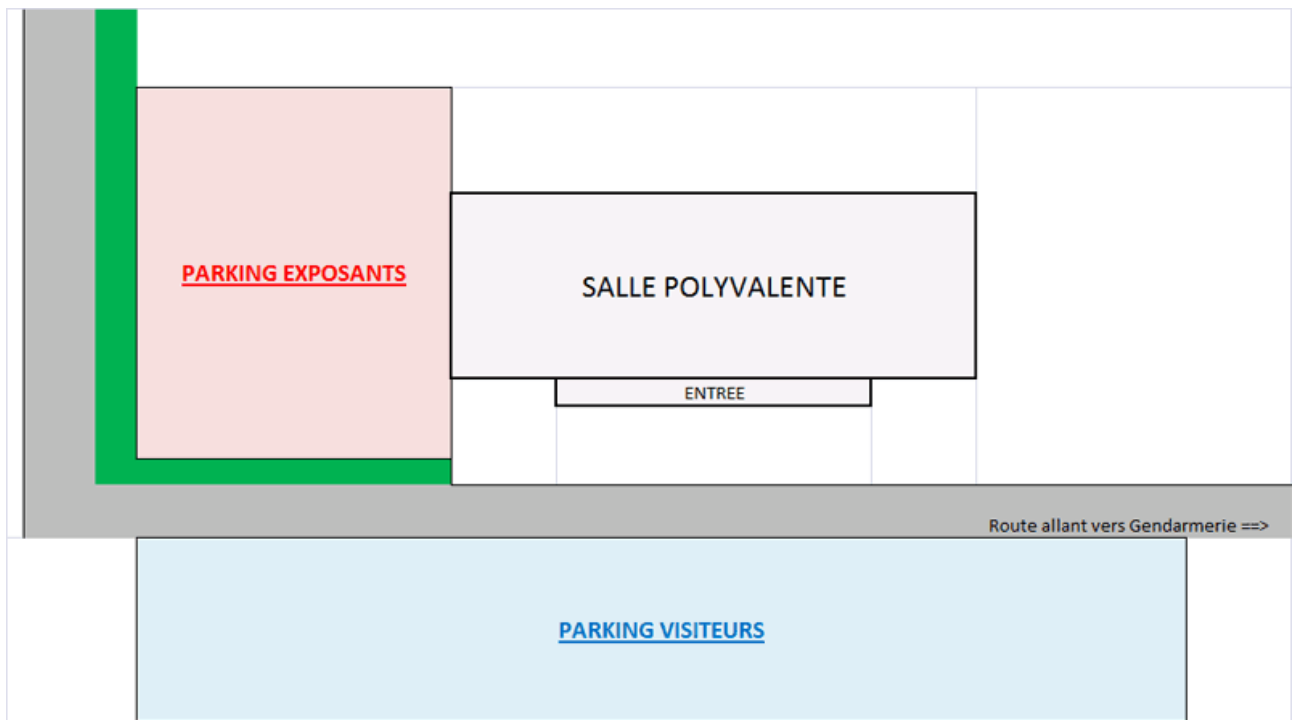 PARKING EXPOSANTS
SALLE POLYVALENTE
ENTREE
Route allant vers Gendarmerie ==>
PARKING VISITEURS